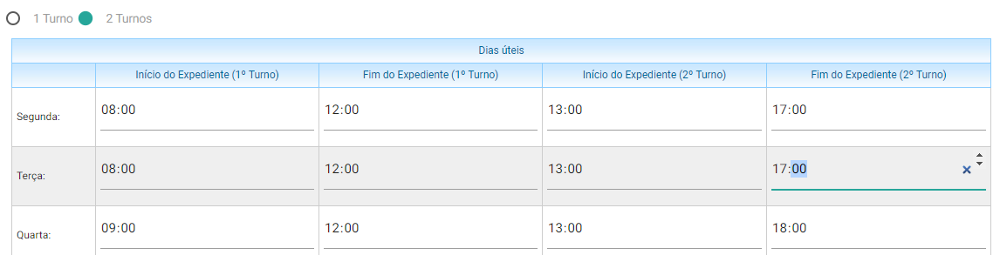 1 Turno 2 Turnos
Dias úteis
Início do Expediente (1º Turno) Fim do Expediente (1º Turno) Início do Expediente (2º Turno) Fim do Expediente (2º Turno)
Segunda: 08:00 12:00 13:00 17:00
Terça: 08:00 12:00 13:00 17:00
Quarta: 09:00 12:00 13:00 18:00